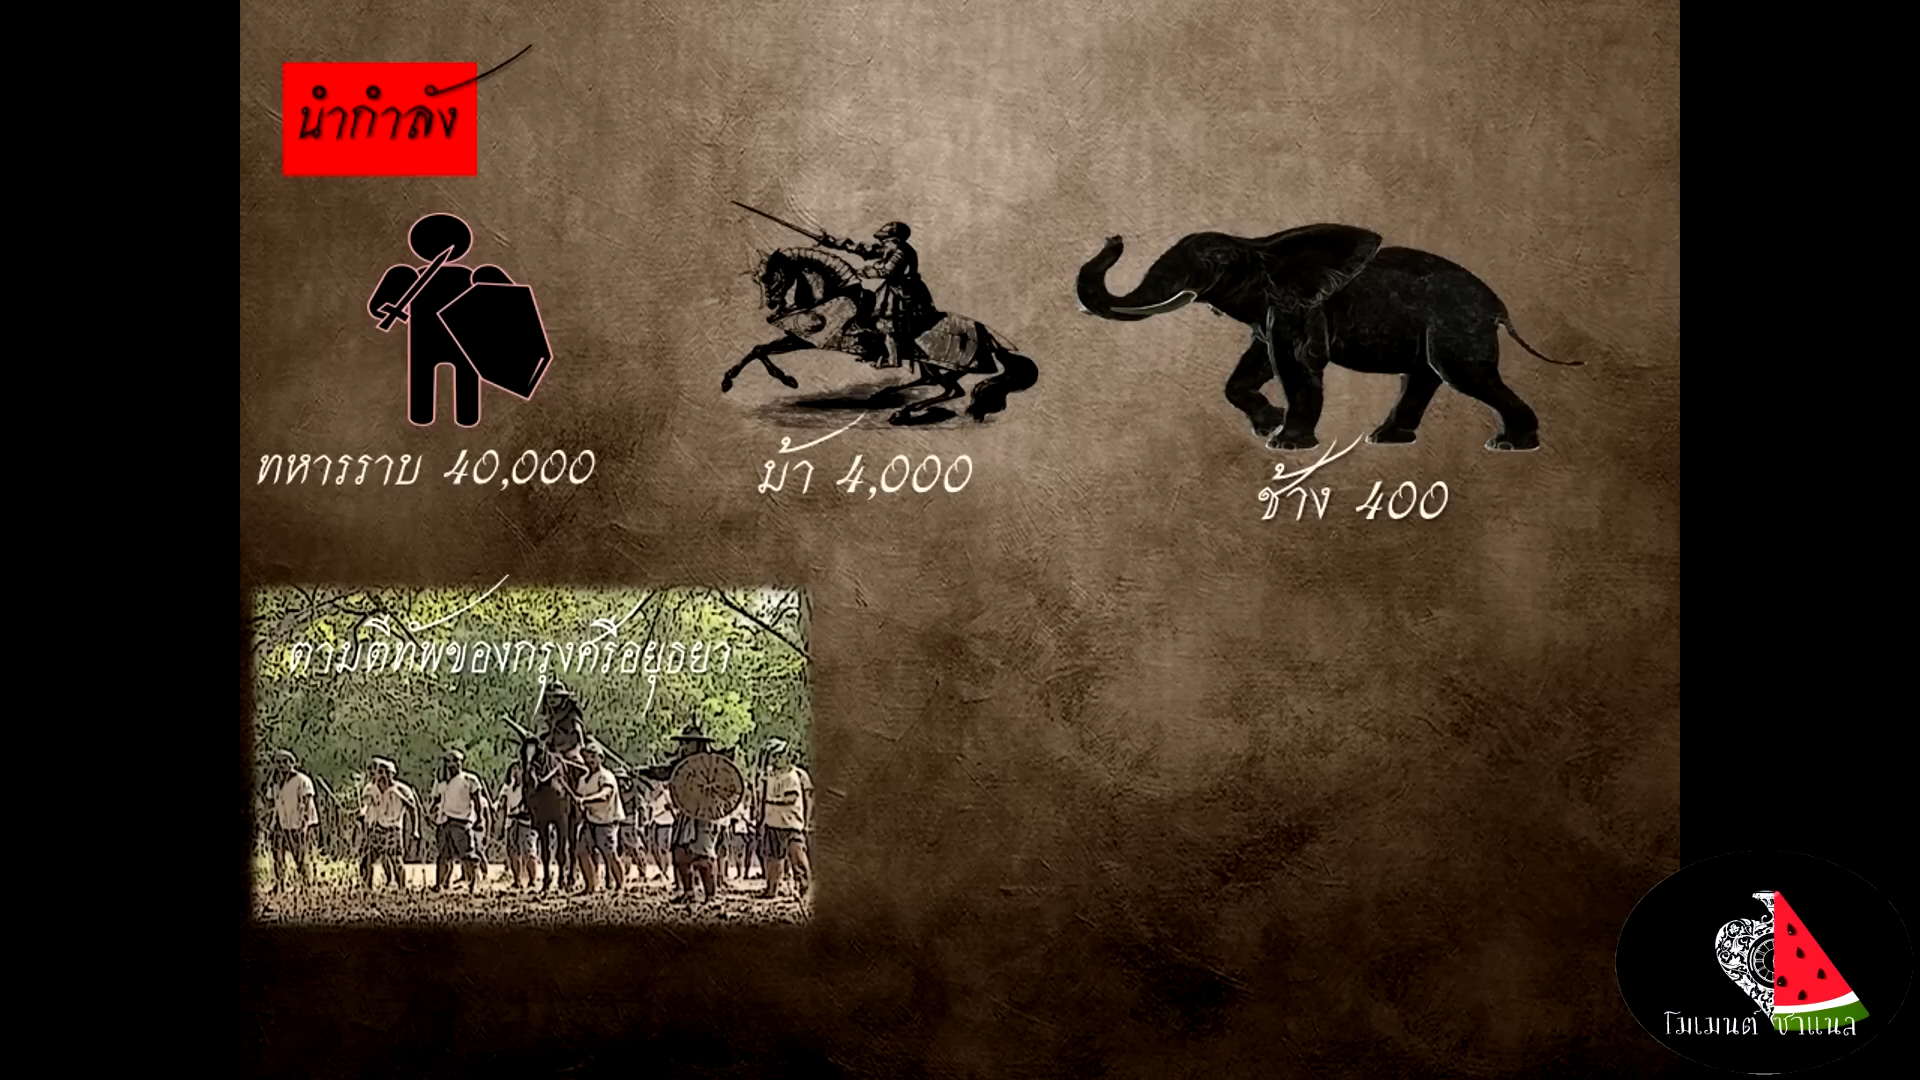 นำกำลัง
ทหารราบ 40,000
ม้า 4,000
ช้าง 400
ตามตีทัพของกรุงศรีอยุธยา
โมเมนต์ ชาแนล